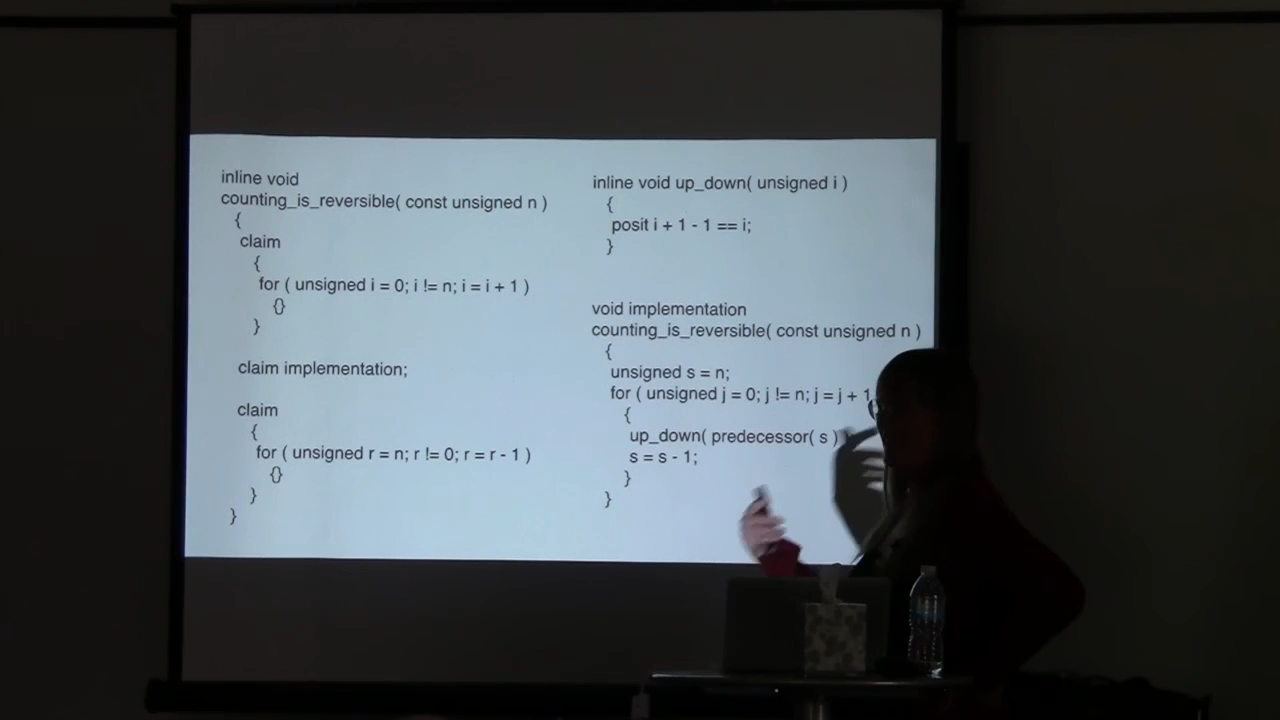 inline void
counting_is_reversible( const unsigned n )
{
claim
{
for ( unsigned i = 0; i != n; i = i + 1 )
{}
}
claim implementation;
claim
{
for ( unsigned r = n; r != 0; r = r - 1 )
{}
}
}
inline void up_down( unsigned i )
{
posit i + 1 - 1 == i;
}
void implementation
counting_is_reversible( const unsigned n )
{
unsigned s = n;
for ( unsigned j = 0; j != n; j = j + 1
{
up_down( predecessor( s )
s = s - 1;
}
}